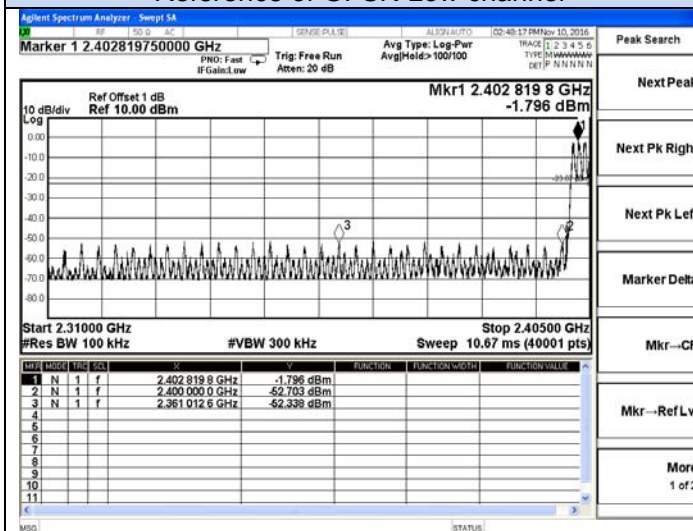 Reference of GFSK Low channel
Agilent Spectrum Analyzer - Swept SA
RF 50 Ω AC SENSE:PULSE ALIGN AUTO 02:48:17 PM Nov 10, 2016
Marker 1 2.402819750000 GHz
PNO: Fast
IFGain:Low
Trig: Free Run
Atten: 20 dB
Avg Type: Log-Pwr
Avg|Hold:> 100/100
TRACE 1 2 3 4 5 6
TYPE M
DET P N N N N N
Peak Search
Ref Offset 1 dB
10 dB/div Ref 10.00 dBm
Log
Mkr1 2.402 819 8 GHz
-1.796 dBm
0.00
-10.0
-20.0
-30.0
-40.0
-50.0
-60.0
-70.0
-80.0
1
2
3
Start 2.31000 GHz
Stop 2.40500 GHz
#Res BW 100 kHz #VBW 300 kHz Sweep 10.67 ms (40001 pts)
MKR MODE TRC SCL X Y FUNCTION FUNCTION WIDTH FUNCTION VALUE
1 N 1 f 2.402 819 8 GHz -1.796 dBm
2 N 1 f 2.400 000 0 GHz -52.703 dBm
3 N 1 f 2.361 012 6 GHz -52.338 dBm
4
5
6
7
8
9
10
11
MSG STATUS
Next Peak
Next Pk Righ
Next Pk Lef
Marker Delta
Mkr→CF
Mkr→Ref Lv
More
1 of 2